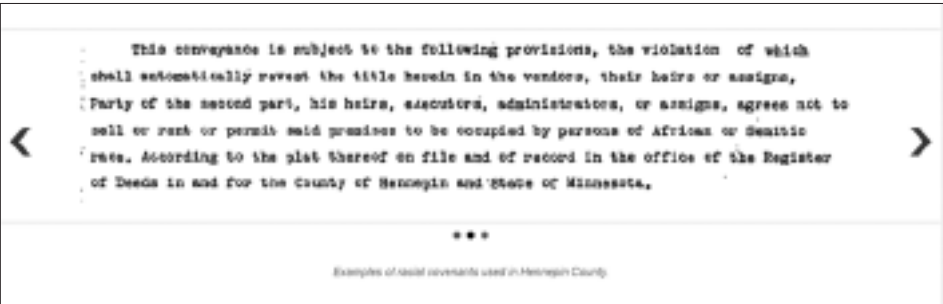 This conveyance is subject to the following provisions, the violation of which
shall automatically revest the title herein in the vendors, their heirs or assigns,
Party of the second part, his heirs, executors, administrators, or assigns, agrees not to
sell or rent or permit said premises to be occupied by persons of African or Semitic
race. According to the plat thereof on file and of record in the office of the Register
of Deeds in and for the County of Hennepin and State of Minnesota.
Examples of racial covenants used in Hennepin County.